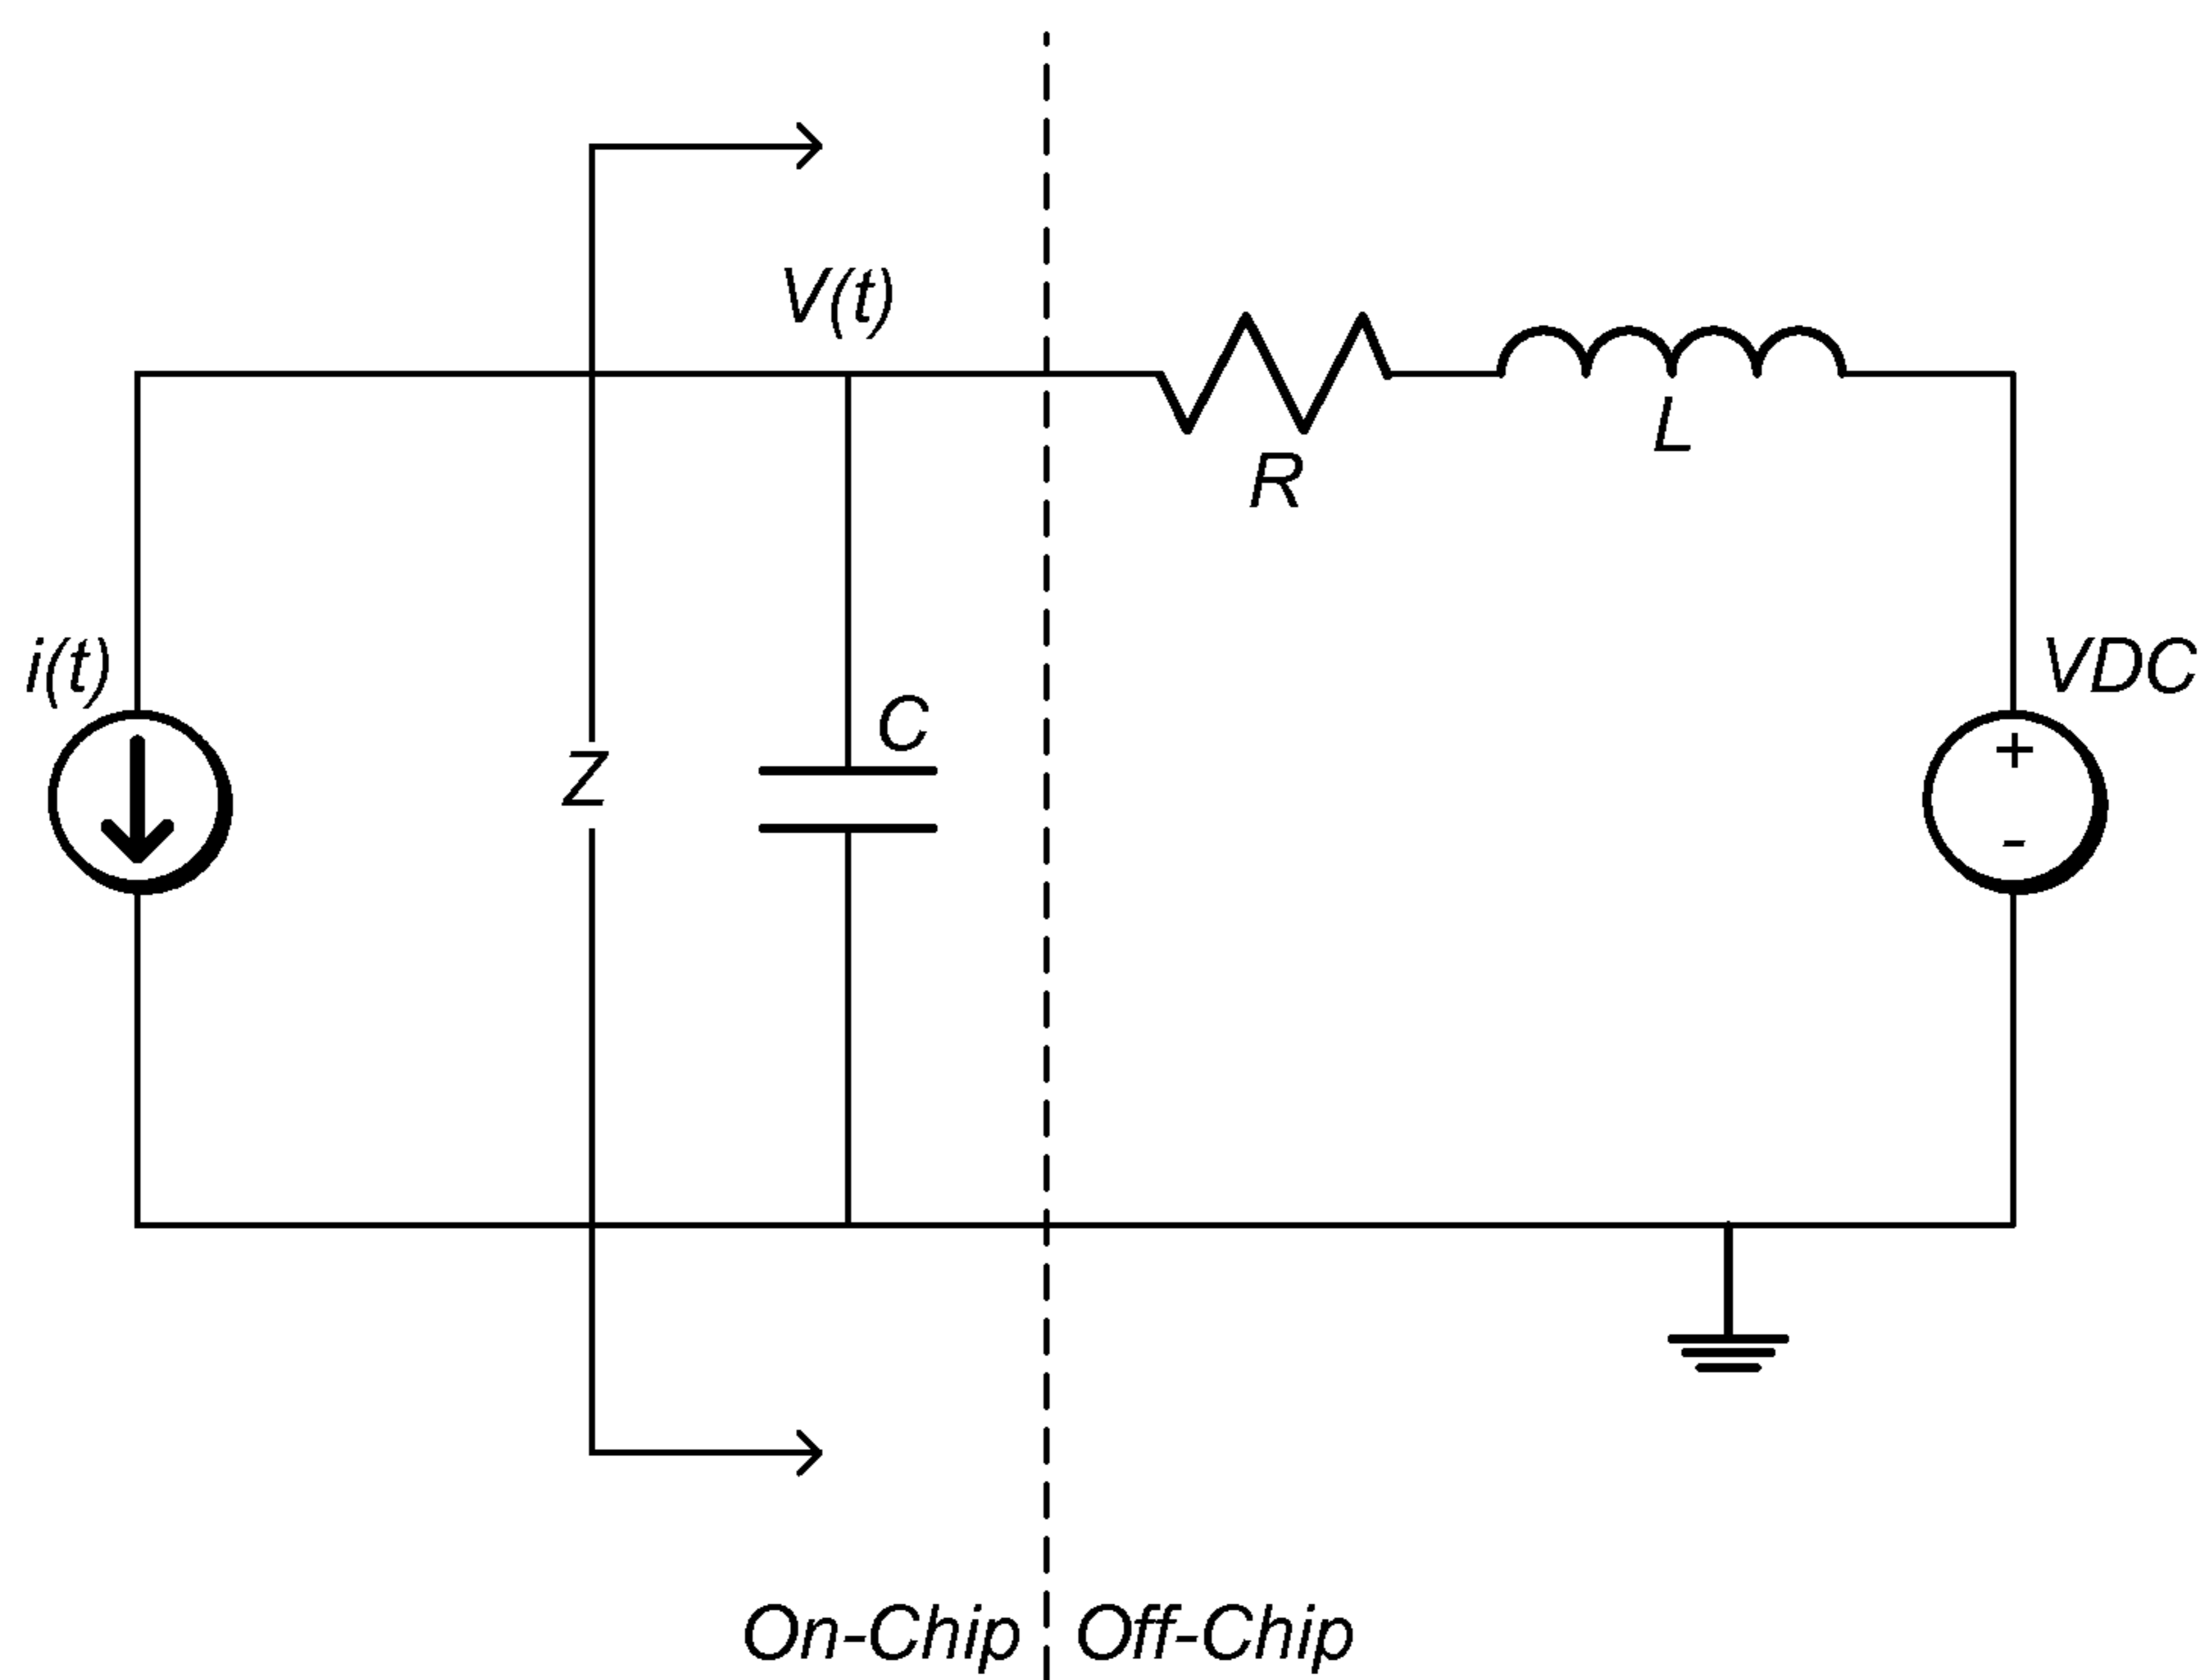 V(t)
R
L
i(t)
Z
C
VDC
+
-
On-Chip
Off-Chip